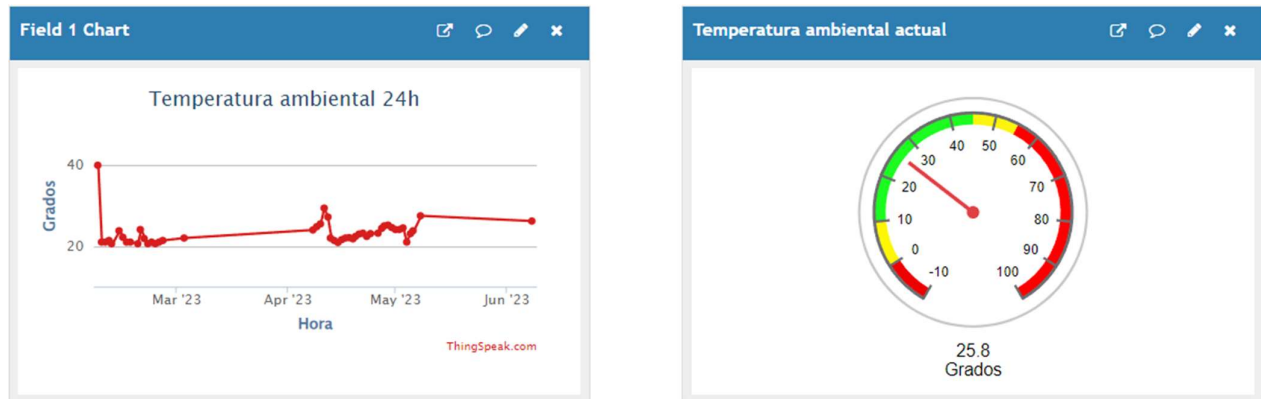 Field 1 Chart
Temperatura ambiental 24h
40
20
Grados
Mar '23 Apr '23 May '23 Jun '23
Hora
ThingSpeak.com
Temperatura ambiental actual
-10
0
10
20
30
40
50
60
70
80
90
100
25.8
Grados